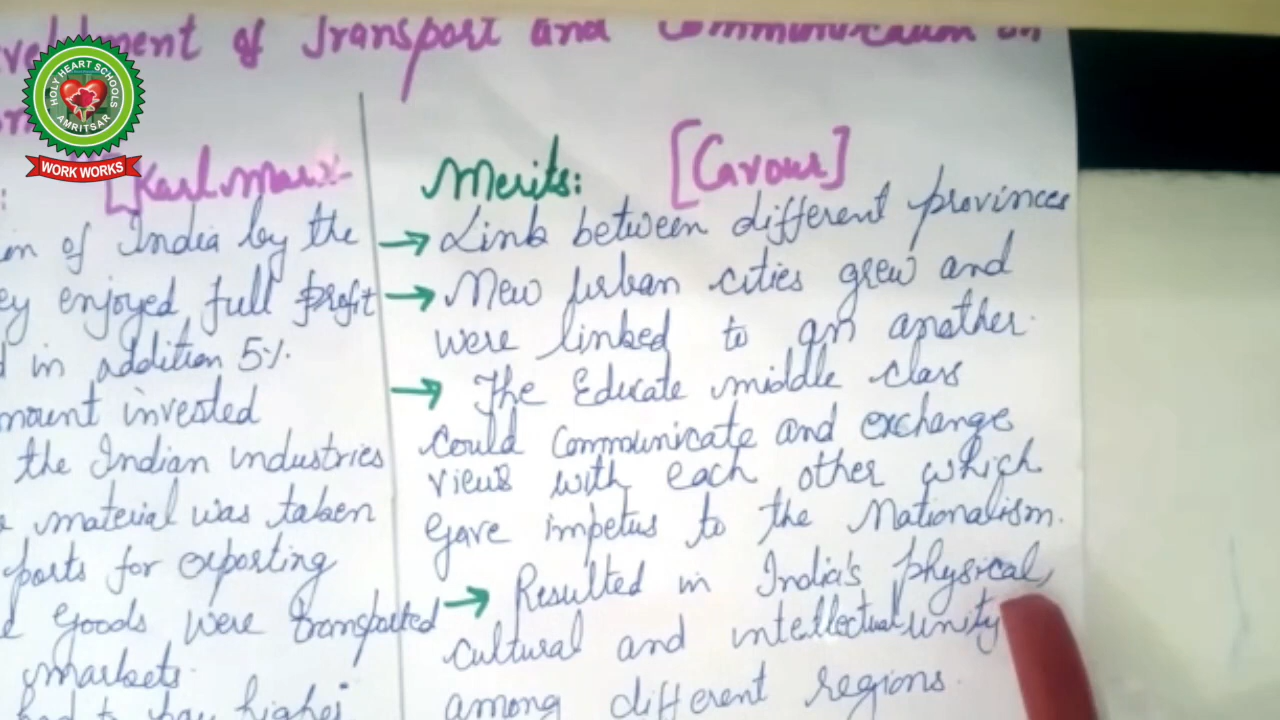 HOLY HEART SCHOOLS
AMRITSAR
WORK WORKS
of Transport and Communication on
[Karl Marx
of India by the
enjoyed full profit
in addition 5%.
invested
the Indian industries
material was taken
ports for exporting
Goods were transported
markets.
higher
Merits: [Cavour]
→ Link between different provinces
→ New urban cities grew and
were linked to an another.
→ The Educate middle class
could communicate and exchange
views with each other which
gave impetus to the Nationalism.
→ Resulted in India's physical,
cultural and intellectual unity
among different regions.